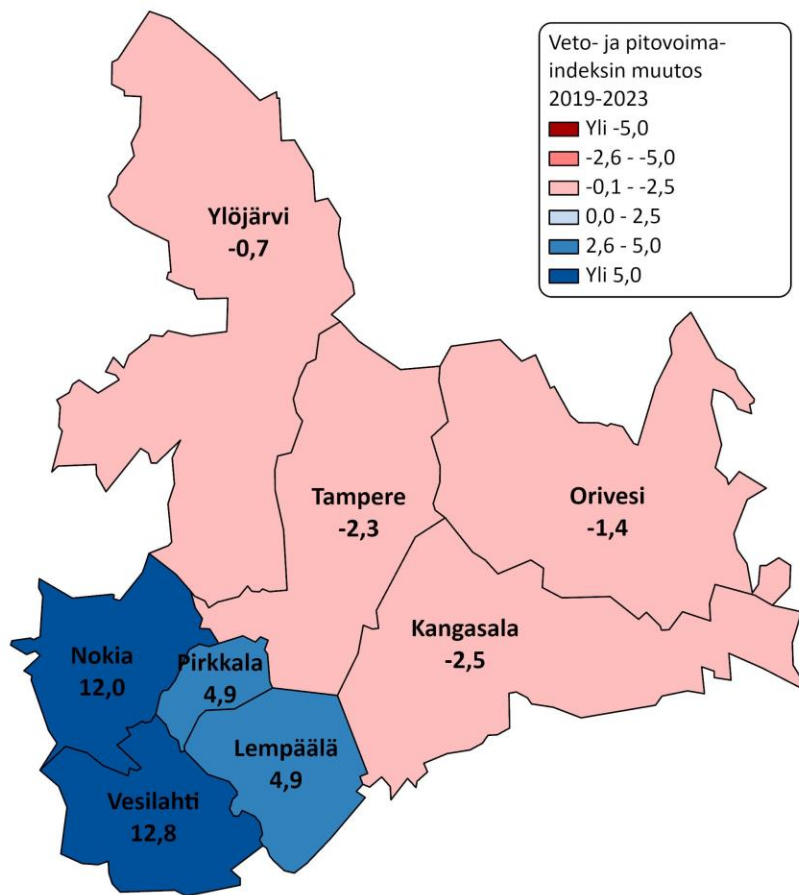 Veto- ja pitovoima-
indeksin muutos
2019-2023
Yli -5,0
-2,6 - -5,0
-0,1 - -2,5
0,0 - 2,5
2,6 - 5,0
Yli 5,0
Ylöjärvi
-0,7
Tampere
-2,3
Orivesi
-1,4
Kangasala
-2,5
Nokia
12,0
Pirkkala
4,9
Lempäälä
4,9
Vesilahti
12,8